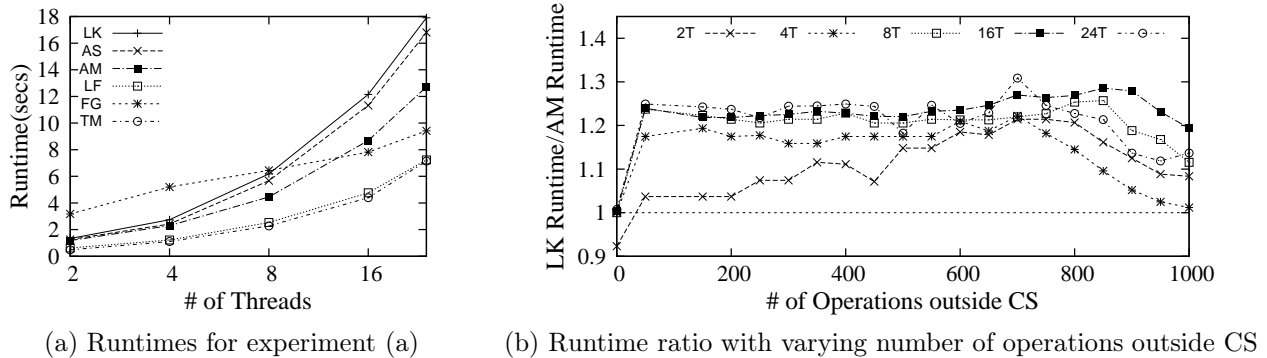 Runtime(secs)
18
16
14
12
10
8
6
4
2
0
LK
AS
AM
LF
FG
TM
2 4 8 16
# of Threads
(a) Runtimes for experiment (a)
LK Runtime/AM Runtime
1.4
1.3
1.2
1.1
1
0.9
2T 4T 8T 16T 24T
0 200 400 600 800 1000
# of Operations outside CS
(b) Runtime ratio with varying number of operations outside CS